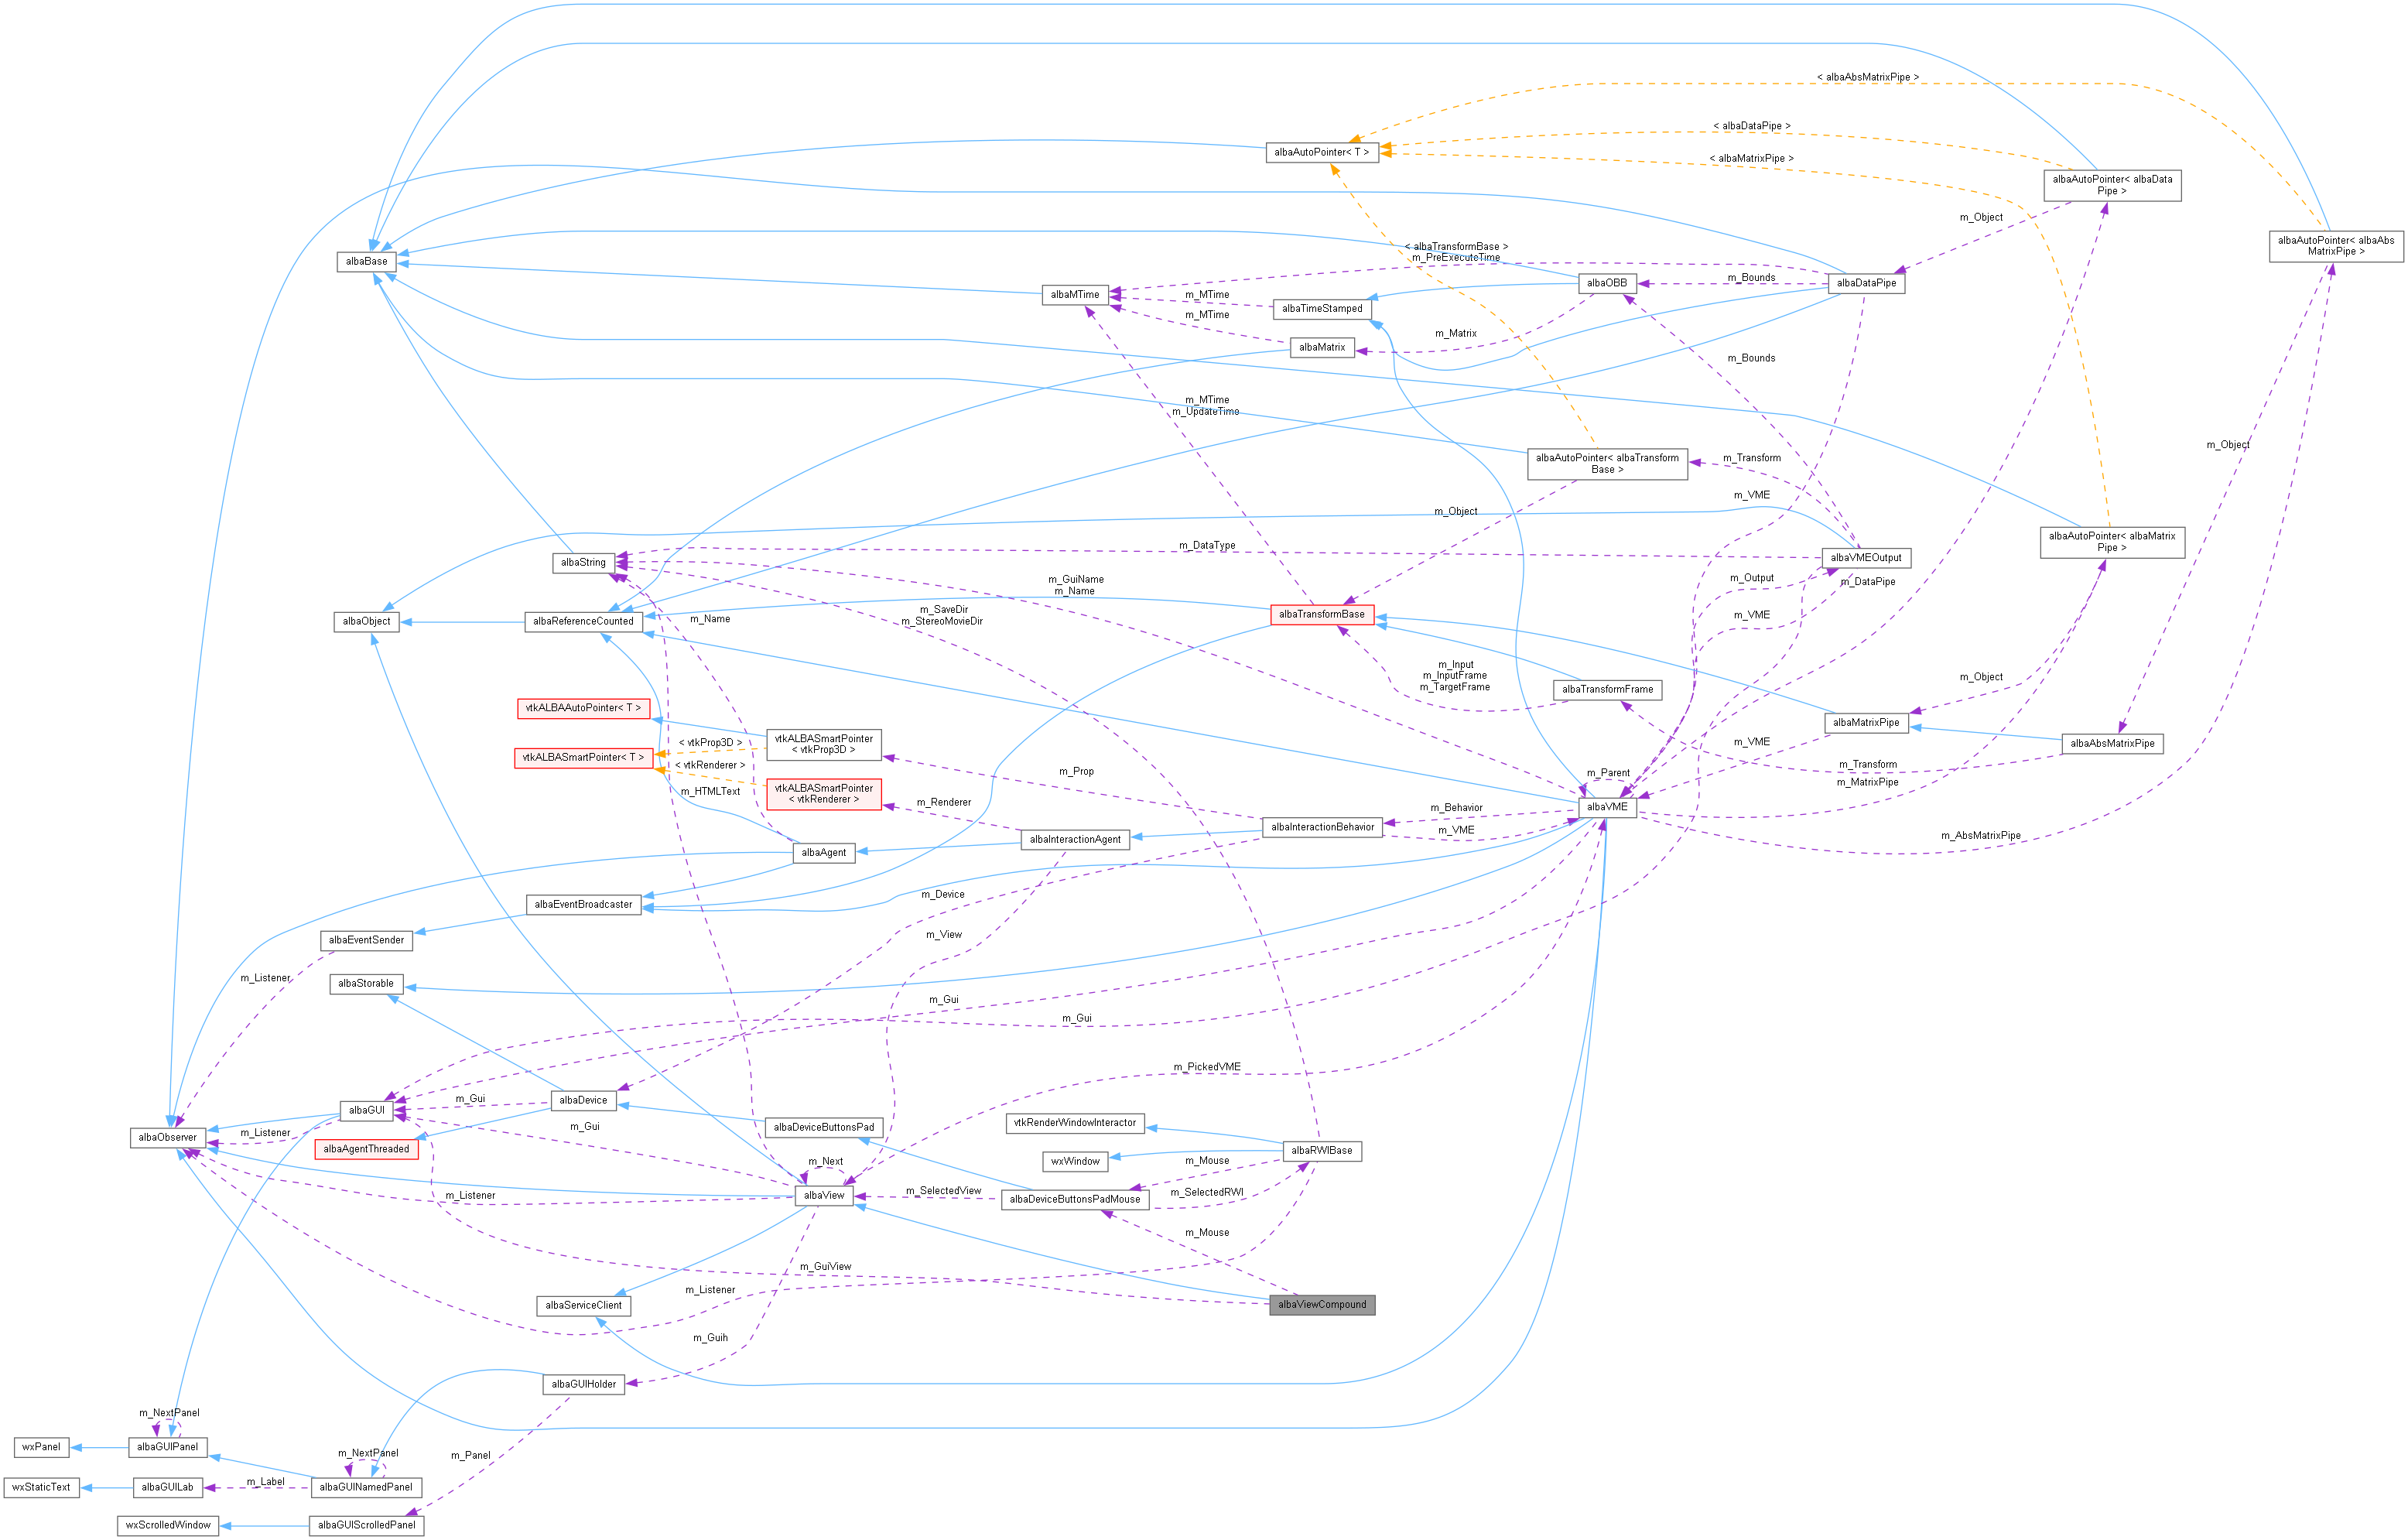 < albaAbsMatrixPipe >
< albaDataPipe >
albaAutoPointer< T >
< albaMatrixPipe >
albaAutoPointer< albaData
Pipe >
m_Object
albaAutoPointer< albaAbs
MatrixPipe >
< albaTransformBase >
m_PreExecuteTime
albaBase
albaOBB
m_Bounds
albaDataPipe
albaMTime
m_MTime
albaTimeStamped
m_MTime
m_Matrix
albaMatrix
m_Bounds
m_MTime
m_UpdateTime
m_Object
albaAutoPointer< albaTransform
Base >
m_Transform
m_VME
m_Object
albaAutoPointer< albaMatrix
Pipe >
m_DataType
albaString
albaVMEOutput
m_GuiName
m_Name
m_Output
m_DataPipe
m_SaveDir
m_StereoMovieDir
m_Name
albaTransformBase
m_VME
albaObject
albaReferenceCounted
m_Input
m_InputFrame
m_TargetFrame
m_Object
albaTransformFrame
vtkALBAAutoPointer< T >
albaMatrixPipe
vtkALBASmartPointer
< vtkProp3D >
< vtkProp3D >
albaAbsMatrixPipe
vtkALBASmartPointer< T >
< vtkRenderer >
m_VME
m_Transform
m_Prop
m_Parent
m_MatrixPipe
m_HTMLText
vtkALBASmartPointer
< vtkRenderer >
m_Renderer
m_Behavior
albaVME
albaInteractionBehavior
m_VME
albaInteractionAgent
m_AbsMatrixPipe
albaAgent
m_Device
albaEventBroadcaster
albaEventSender
m_View
m_Listener
albaStorable
m_Gui
m_Gui
m_PickedVME
albaDevice
m_Gui
albaGUI
albaObserver
m_Listener
m_Gui
albaAgentThreaded
albaDeviceButtonsPad
vtkRenderWindowInteractor
albaRWIBase
wxWindow
m_Mouse
m_Next
m_Listener
albaView
m_SelectedView
albaDeviceButtonsPadMouse
m_SelectedRWI
m_Mouse
m_GuiView
m_Listener
albaServiceClient
albaViewCompound
m_Guih
albaGUIHolder
m_NextPanel
wxPanel
albaGUIPanel
m_NextPanel
m_Panel
wxStaticText
albaGUILab
m_Label
albaGUINamedPanel
wxScrolledWindow
albaGUIScrolledPanel